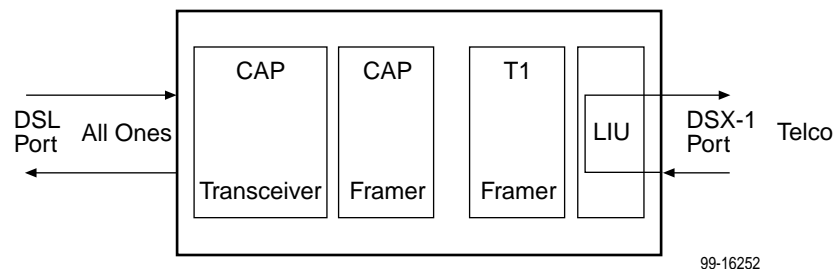 CAP
Transceiver
CAP
Framer
T1
Framer
LIU
DSL
Port
All Ones
DSX-1
Port
Telco
99-16252